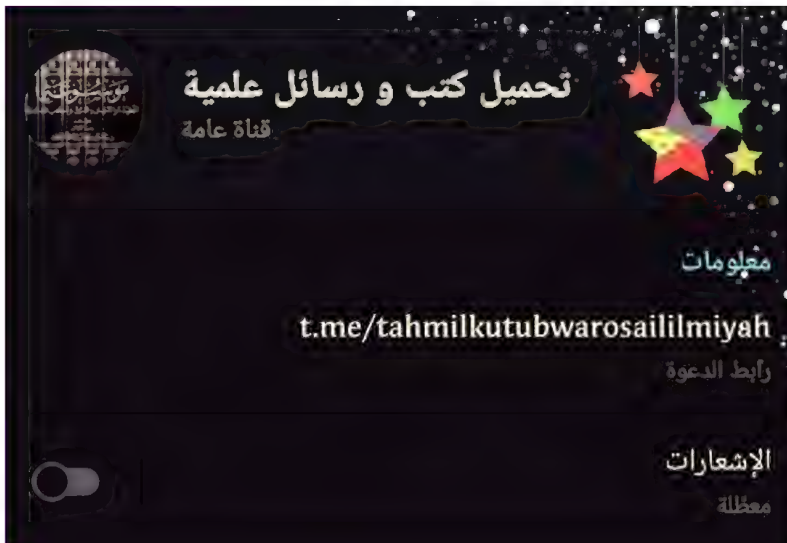 تحميل كتب و رسائل علمية
قناة عامة
معلومات
t.me/tahmilkutubwarosaililmiyah
رابط الدعوة
الإشعارات
معطلة